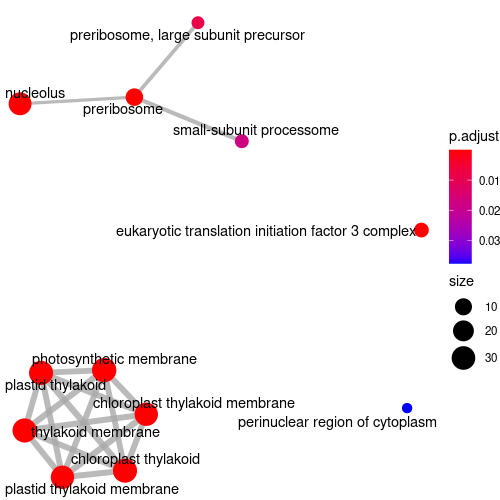 preribosome, large subunit precursor
nucleolus
preribosome
small-subunit processome
eukaryotic translation initiation factor 3 complex
photosynthetic membrane
plastid thylakoid
chloroplast thylakoid membrane
perinuclear region of cytoplasm
thylakoid membrane
chloroplast thylakoid
plastid thylakoid membrane
p.adjust
0.01
0.02
0.03
size
10
20
30